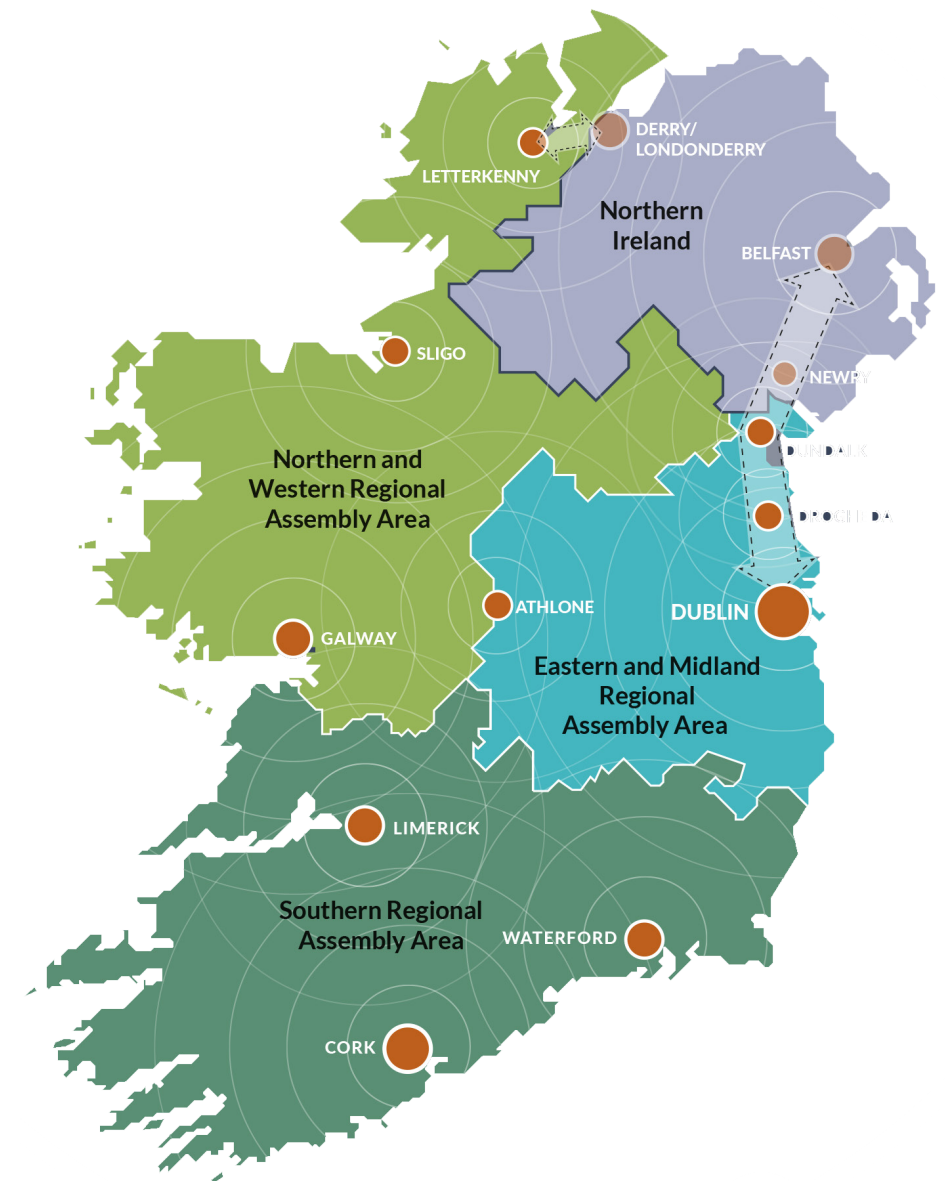 DERRY/
LONDONDERRY
LETTERKENNY
Northern
Ireland
BELFAST
SLIGO
NEWRY
DUNDALK
Northern and
Western Regional
Assembly Area
DROGHEDA
ATHLONE
DUBLIN
GALWAY
Eastern and Midland
Regional
Assembly Area
LIMERICK
Southern Regional
Assembly Area
WATERFORD
CORK